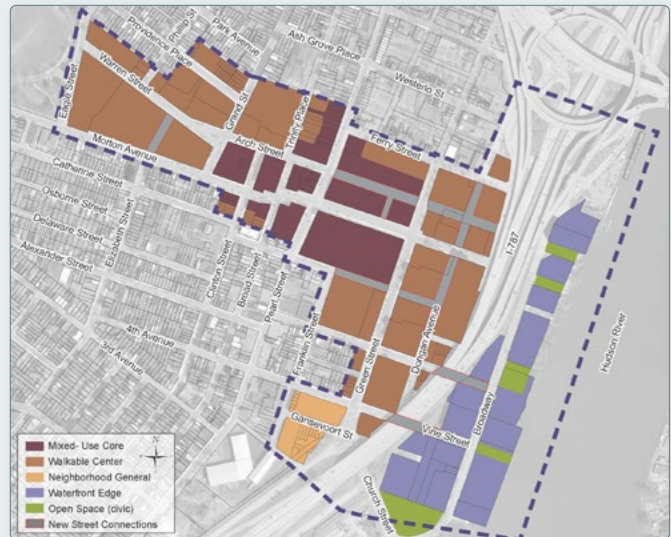 Phillip St
Park Avenue
Providence Place
Ash Grove Place
Westerlo St
Eagle Street
Warren Street
Grand St
Trinity Place
Morton Avenue
Arch Street
Ferry Street
Catherine Street
Osborne Street
Delaware Street
Alexander Street
Elizabeth Street
Clinton Street
Broad Street
Pearl Street
I-787
4th Avenue
3rd Avenue
Franklin Street
Green Street
Dongan Avenue
Hudson River
Gansevoort St
Vine Street
Broadway
Church Street
Mixed- Use Core
Walkable Center
Neighborhood General
Waterfront Edge
Open Space (civic)
New Street Connections
N